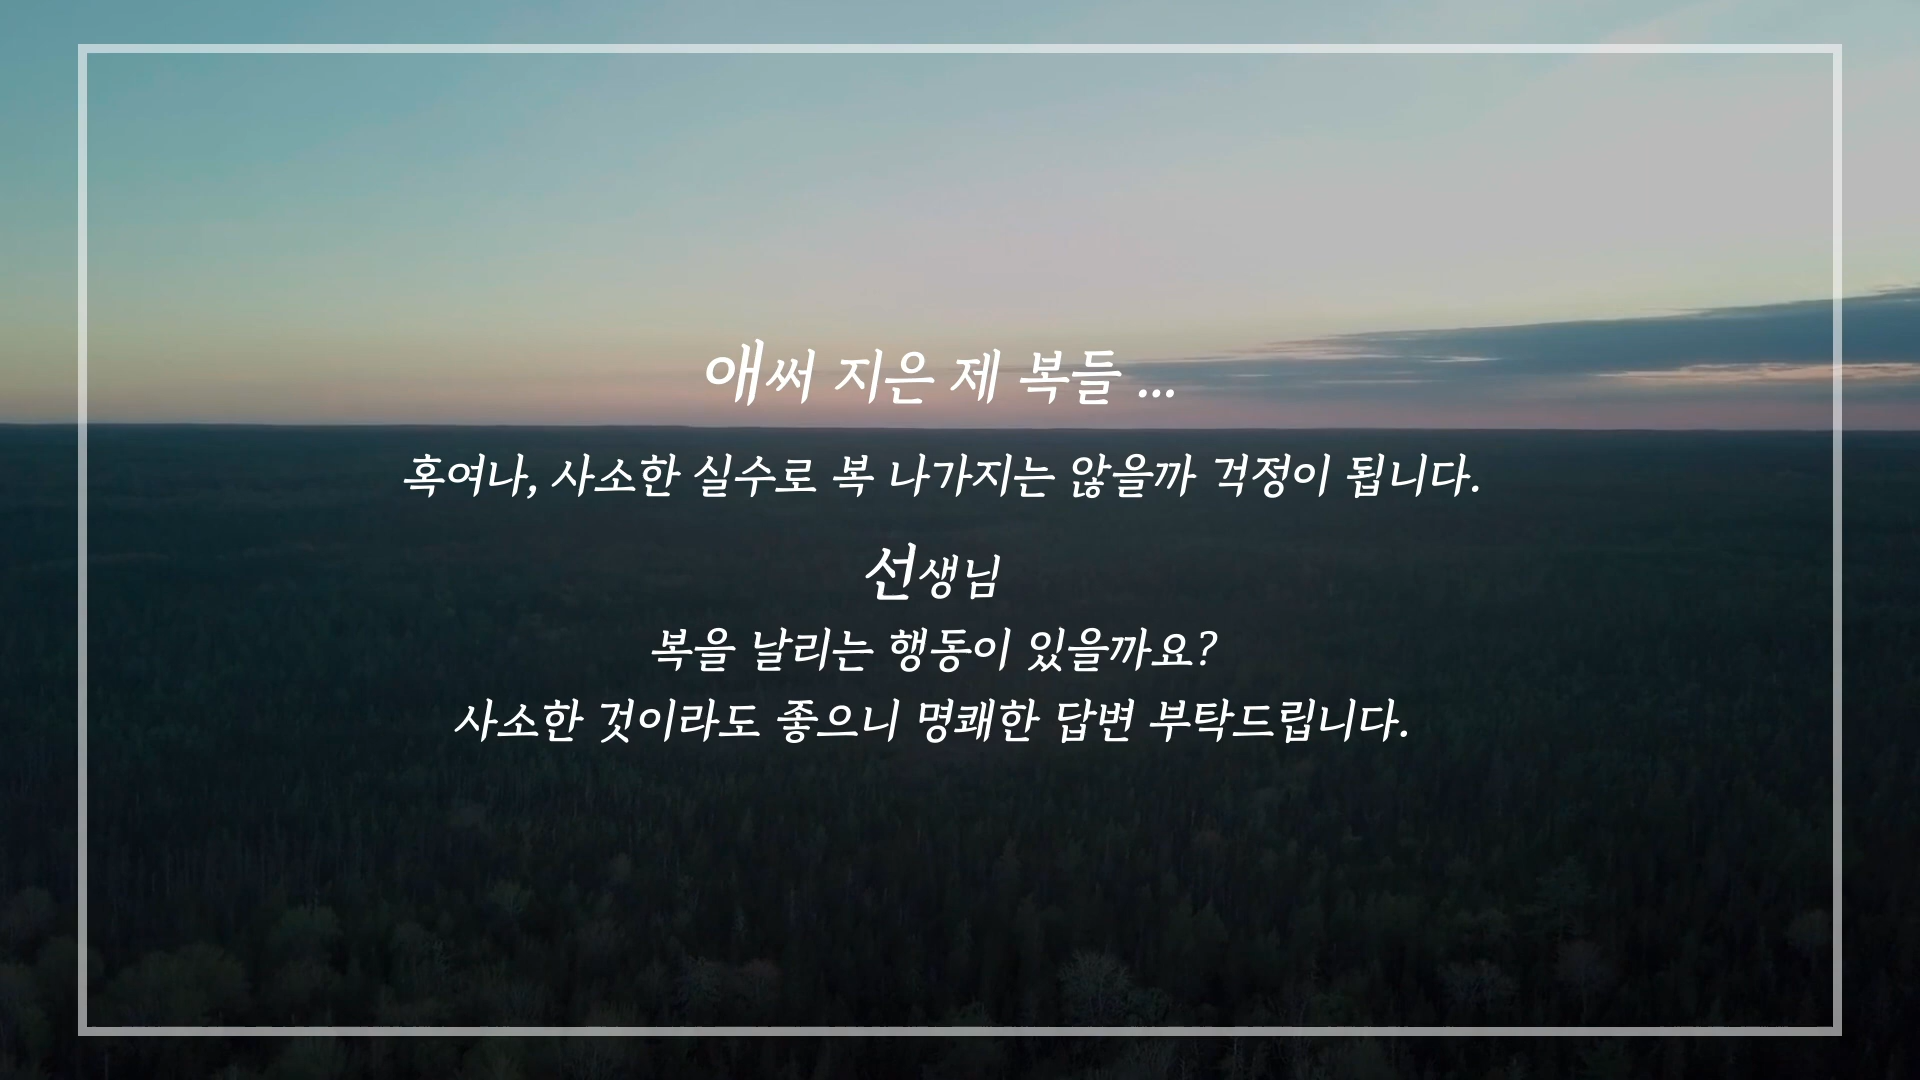 애써 지은 제 복들 ...
혹여나, 사소한 실수로 복 나가지는 않을까 걱정이 됩니다.
선생님
복을 날리는 행동이 있을까요?
사소한 것이라도 좋으니 명쾌한 답변 부탁드립니다.